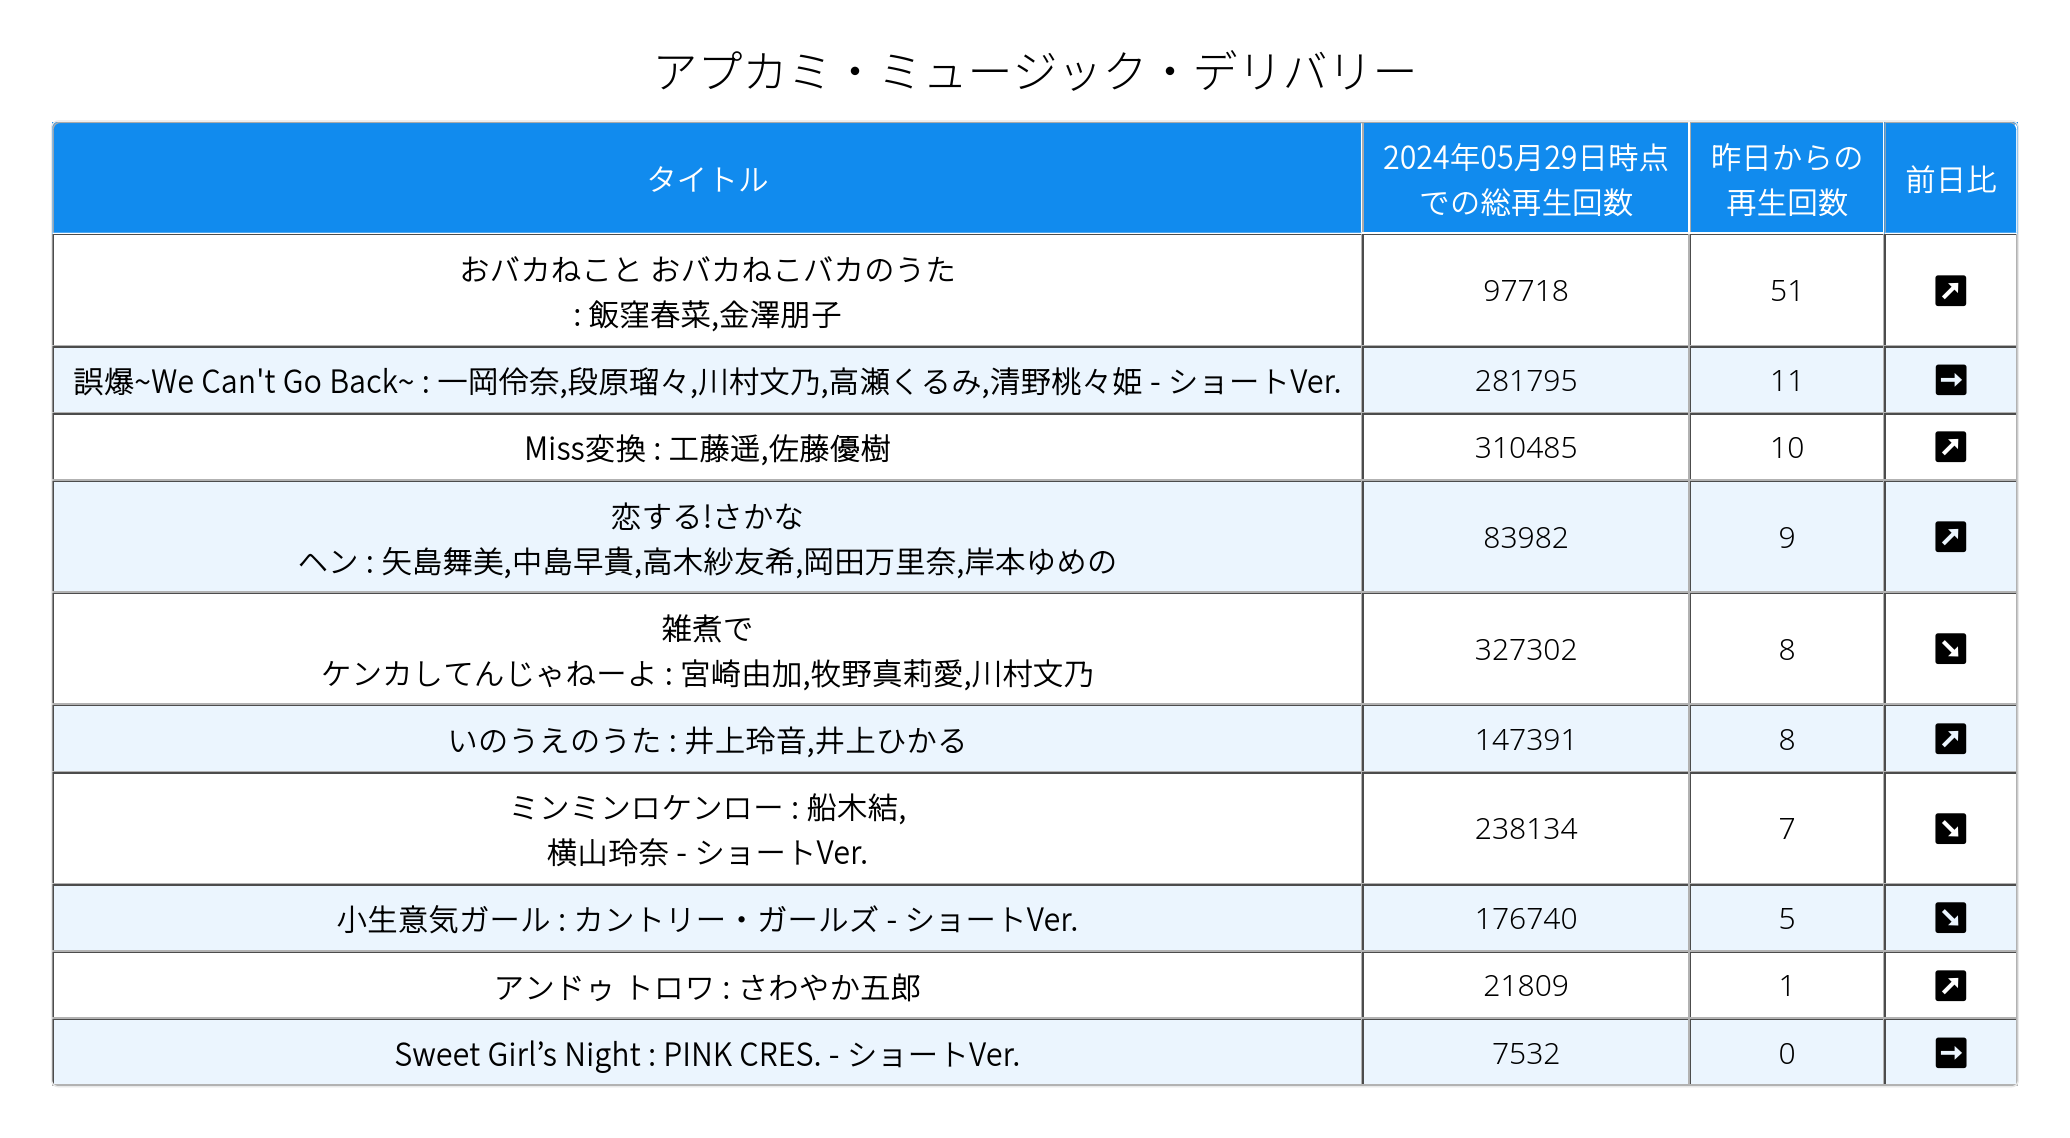 アプカミ・ミュージック・デリバリー
タイトル
2024年05月29日時点
での総再生回数
昨日からの
再生回数
前日比
おバカねこと おバカねこバカのうた
: 飯窪春菜,金澤朋子
97718
51
誤爆~We Can't Go Back~ : 一岡伶奈,段原瑠々,川村文乃,高瀬くるみ,清野桃々姫 - ショートVer.
281795
11
Miss変換 : 工藤遥,佐藤優樹
310485
10
恋する!さかな
ヘン : 矢島舞美,中島早貴,高木紗友希,岡田万里奈,岸本ゆめの
83982
9
雑煮で
ケンカしてんじゃねーよ : 宮崎由加,牧野真莉愛,川村文乃
327302
8
いのうえのうた : 井上玲音,井上ひかる
147391
8
ミンミンロケンロー : 船木結,
横山玲奈 - ショートVer.
238134
7
小生意気ガール : カントリー・ガールズ - ショートVer.
176740
5
アンドゥ トロワ : さわやか五郎
21809
1
Sweet Girl’s Night : PINK CRES. - ショートVer.
7532
0